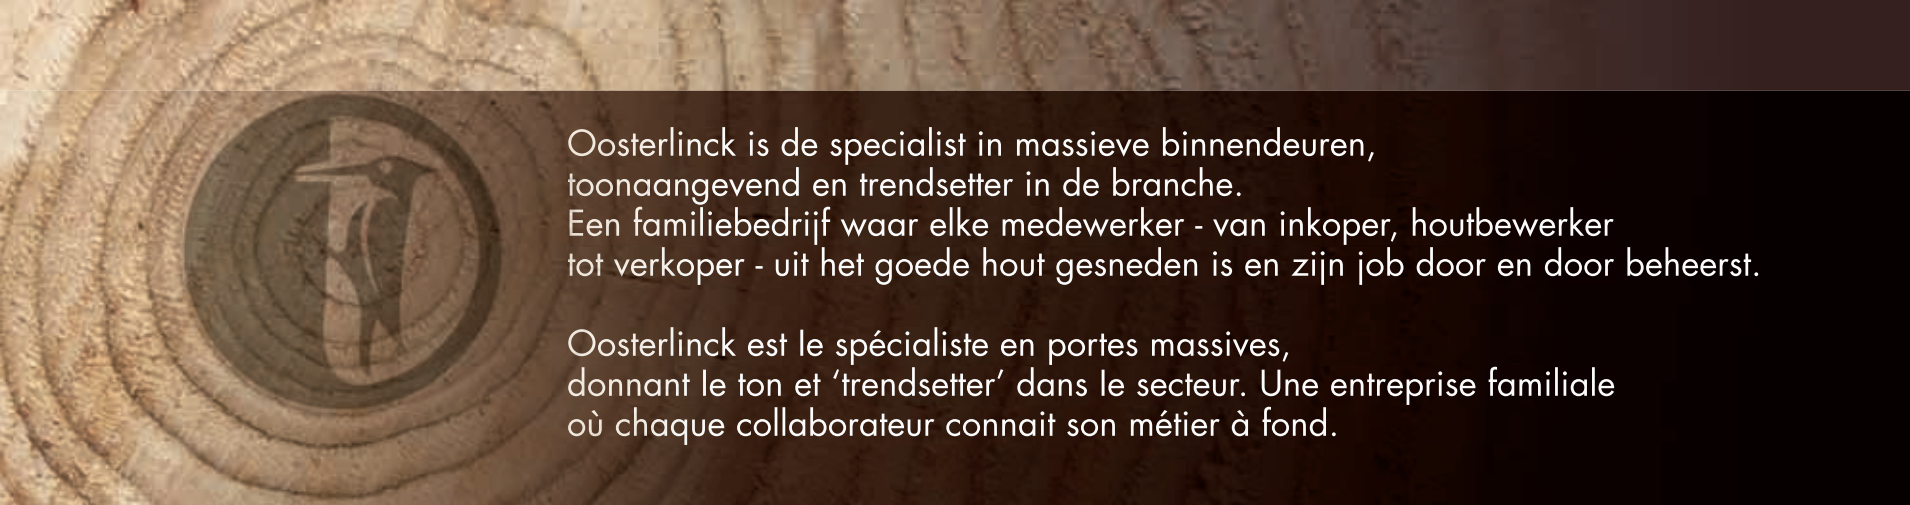 Oosterlinck is de specialist in massieve binnendeuren,
toonaangevend en trendsetter in de branche.
Een familiebedrijf waar elke medewerker - van inkoper, houtbewerker
tot verkoper - uit het goede hout gesneden is en zijn job door en door beheerst.
Oosterlinck est le spécialiste en portes massives,
donnant le ton et ‘trendsetter’ dans le secteur. Une entreprise familiale
où chaque collaborateur connait son métier à fond.